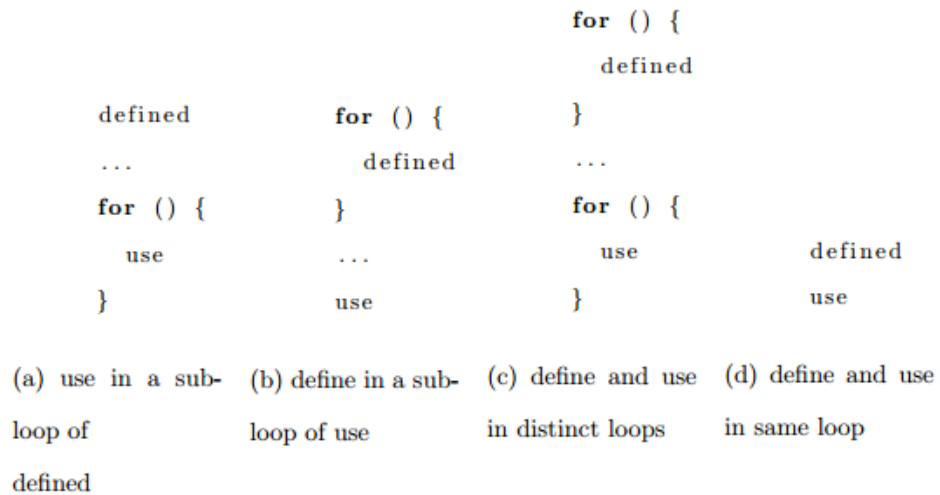 defined
...
for () {
use
}
for () {
defined
}
...
use
for () {
defined
}
...
for () {
use
}
defined
use
(a) use in a sub-
loop of
defined
(b) define in a sub-
loop of use
(c) define and use
in distinct loops
(d) define and use
in same loop